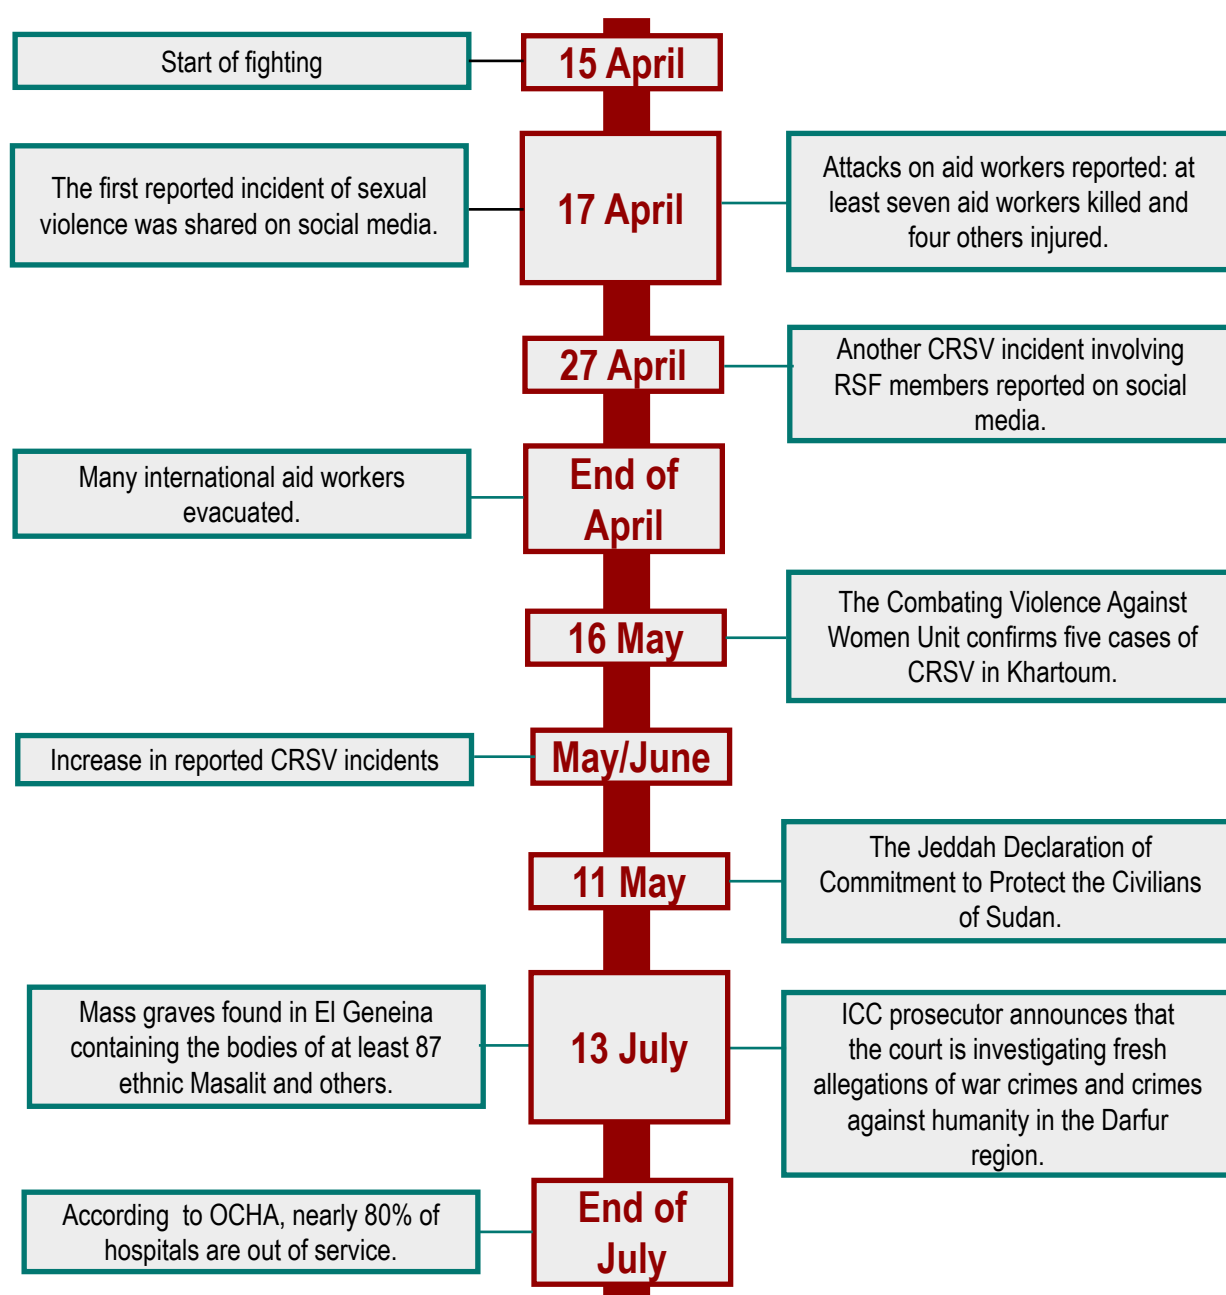 Start of fighting
15 April
The first reported incident of sexual
violence was shared on social media.
17 April
Attacks on aid workers reported: at
least seven aid workers killed and
four others injured.
27 April
Another CRSV incident involving
RSF members reported on social
media.
Many international aid workers
evacuated.
End of
April
16 May
The Combating Violence Against
Women Unit confirms five cases of
CRSV in Khartoum.
Increase in reported CRSV incidents
May/June
11 May
The Jeddah Declaration of
Commitment to Protect the Civilians
of Sudan.
Mass graves found in El Geneina
containing the bodies of at least 87
ethnic Masalit and others.
13 July
ICC prosecutor announces that
the court is investigating fresh
allegations of war crimes and crimes
against humanity in the Darfur
region.
According to OCHA, nearly 80% of
hospitals are out of service.
End of
July